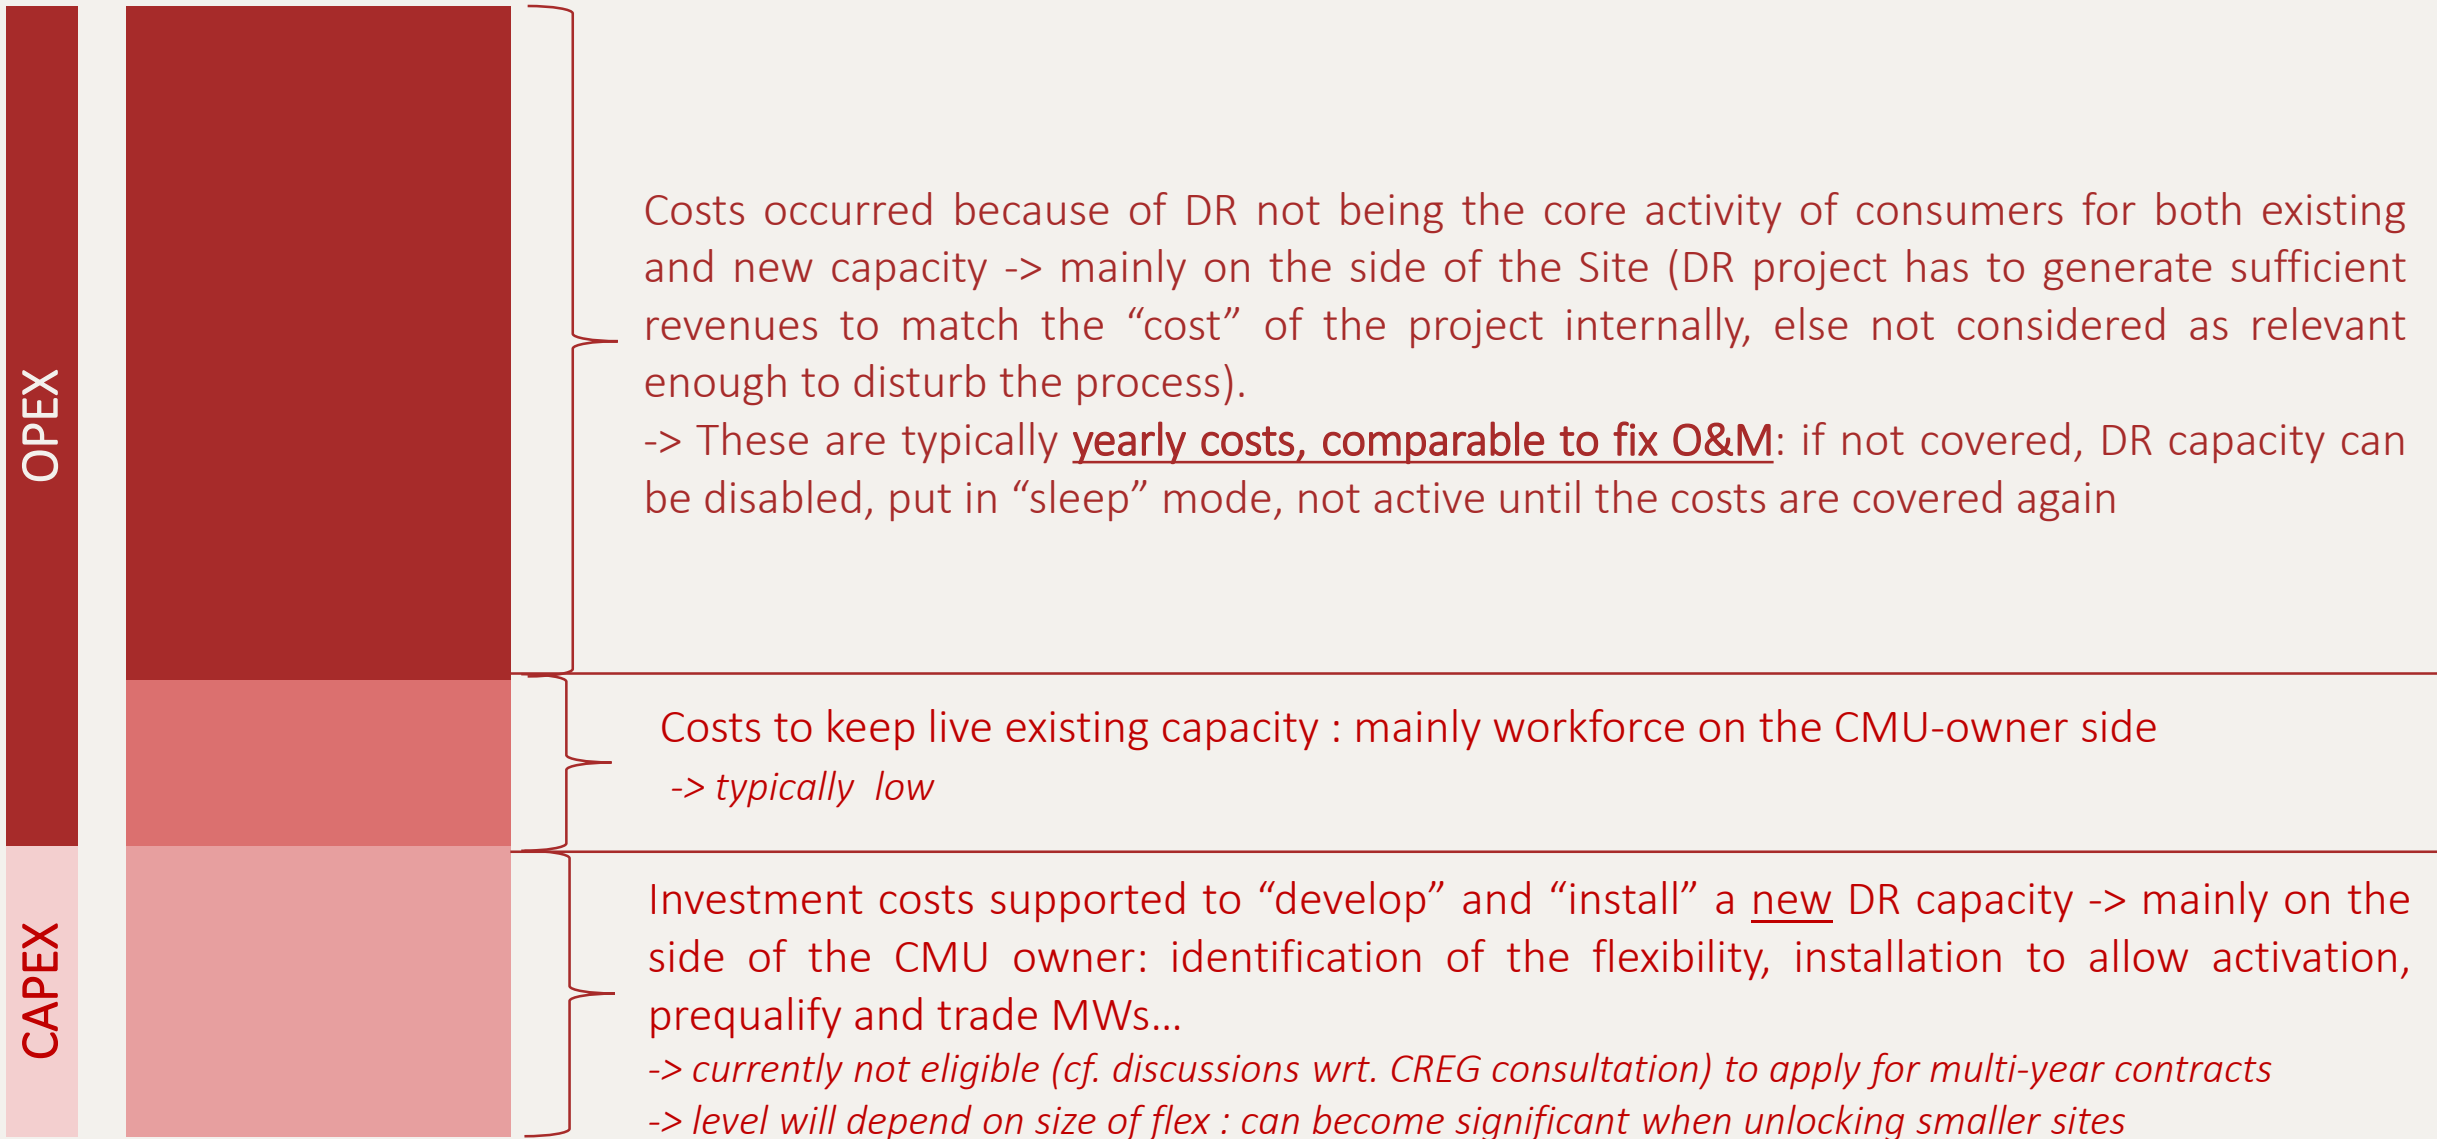 OPEX
Costs occurred because of DR not being the core activity of consumers for both existing
and new capacity -> mainly on the side of the Site (DR project has to generate sufficient
revenues to match the “cost” of the project internally, else not considered as relevant
enough to disturb the process).
-> These are typically yearly costs, comparable to fix O&M: if not covered, DR capacity can
be disabled, put in “sleep” mode, not active until the costs are covered again
Costs to keep live existing capacity : mainly workforce on the CMU-owner side
-> typically low
CAPEX
Investment costs supported to “develop” and “install” a new DR capacity -> mainly on the
side of the CMU owner: identification of the flexibility, installation to allow activation,
prequalify and trade MWs...
-> currently not eligible (cf. discussions wrt. CREG consultation) to apply for multi-year contracts
-> level will depend on size of flex : can become significant when unlocking smaller sites